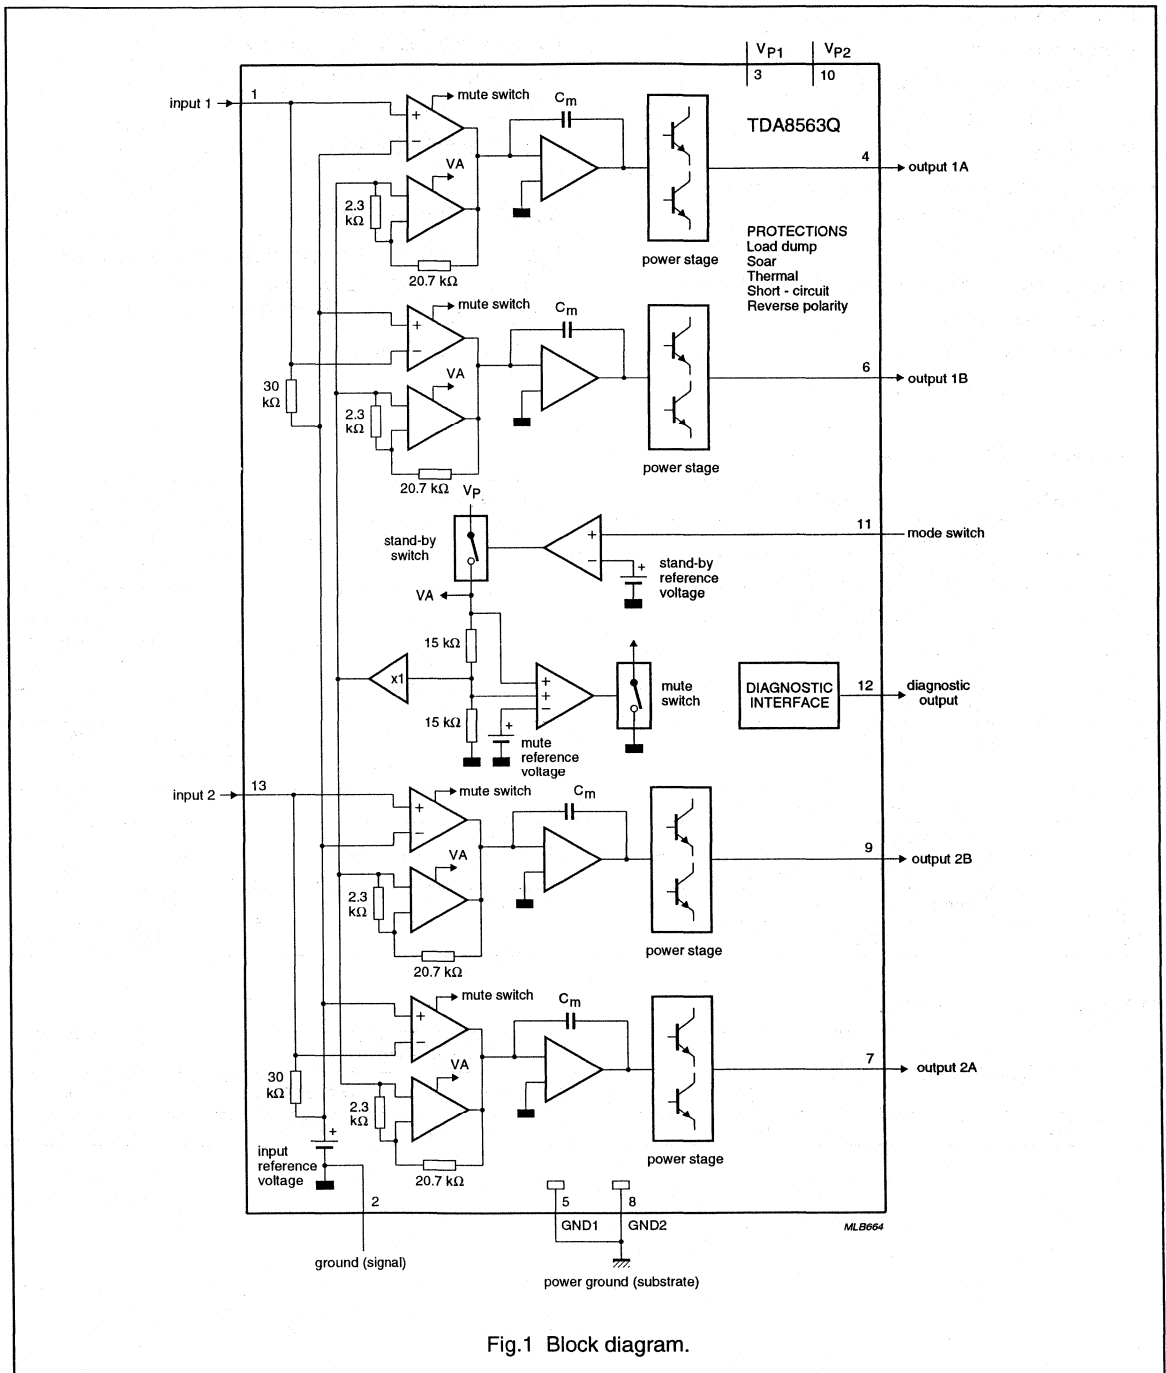 VP1
VP2
3
10
TDA8563Q
input 1
1
mute switch
Cm
4
output 1A
VA
2.3
kΩ
20.7 kΩ
power stage
PROTECTIONS
Load dump
Soar
Thermal
Short - circuit
Reverse polarity
mute switch
Cm
6
output 1B
VA
30
kΩ
2.3
kΩ
20.7 kΩ
power stage
VP
stand-by
switch
+
−
11
mode switch
+
stand-by
reference
voltage
VA
15 kΩ
x1
15 kΩ
+
+
−
+
mute
reference
voltage
mute
switch
DIAGNOSTIC
INTERFACE
12
diagnostic
output
input 2
13
mute switch
Cm
9
output 2B
VA
2.3
kΩ
20.7 kΩ
power stage
mute switch
Cm
7
output 2A
VA
30
kΩ
2.3
kΩ
20.7 kΩ
power stage
+
input
reference
voltage
2
ground (signal)
5
8
GND1
GND2
power ground (substrate)
MLB664
Fig.1 Block diagram.